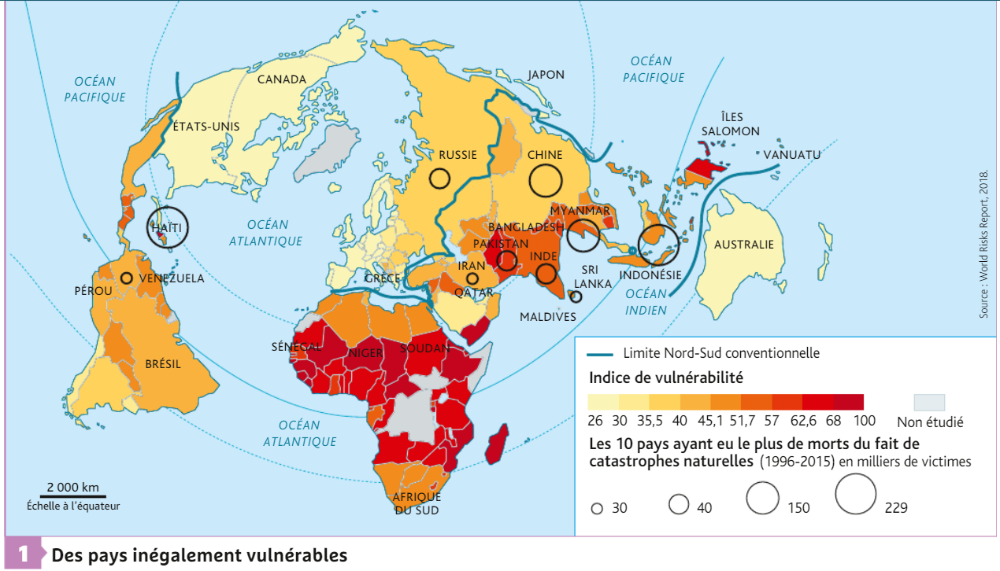 OCÉAN
PACIFIQUE
CANADA
ÉTATS-UNIS
JAPON
OCÉAN
PACIFIQUE
ÎLES
SALOMON
VANUATU
RUSSIE
CHINE
HAÏTI
OCÉAN
ATLANTIQUE
MYANMAR
BANGLADESH
PAKISTAN
INDE
IRAN
QATAR
GRÈCE
SRI
LANKA
INDONÉSIE
AUSTRALIE
OCÉAN
INDIEN
MALDIVES
VENEZUELA
PÉROU
BRÉSIL
SÉNÉGAL
NIGER
SOUDAN
OCÉAN
ATLANTIQUE
AFRIQUE
DU SUD
2 000 km
Échelle à l'équateur
Source : World Risks Report, 2018.
Limite Nord-Sud conventionnelle
Indice de vulnérabilité
26 30 35,5 40 45,1 51,7 57 62,6 68 100
Non étudié
Les 10 pays ayant eu le plus de morts du fait de
catastrophes naturelles (1996-2015) en milliers de victimes
30 40 150 229
1 Des pays inégalement vulnérables